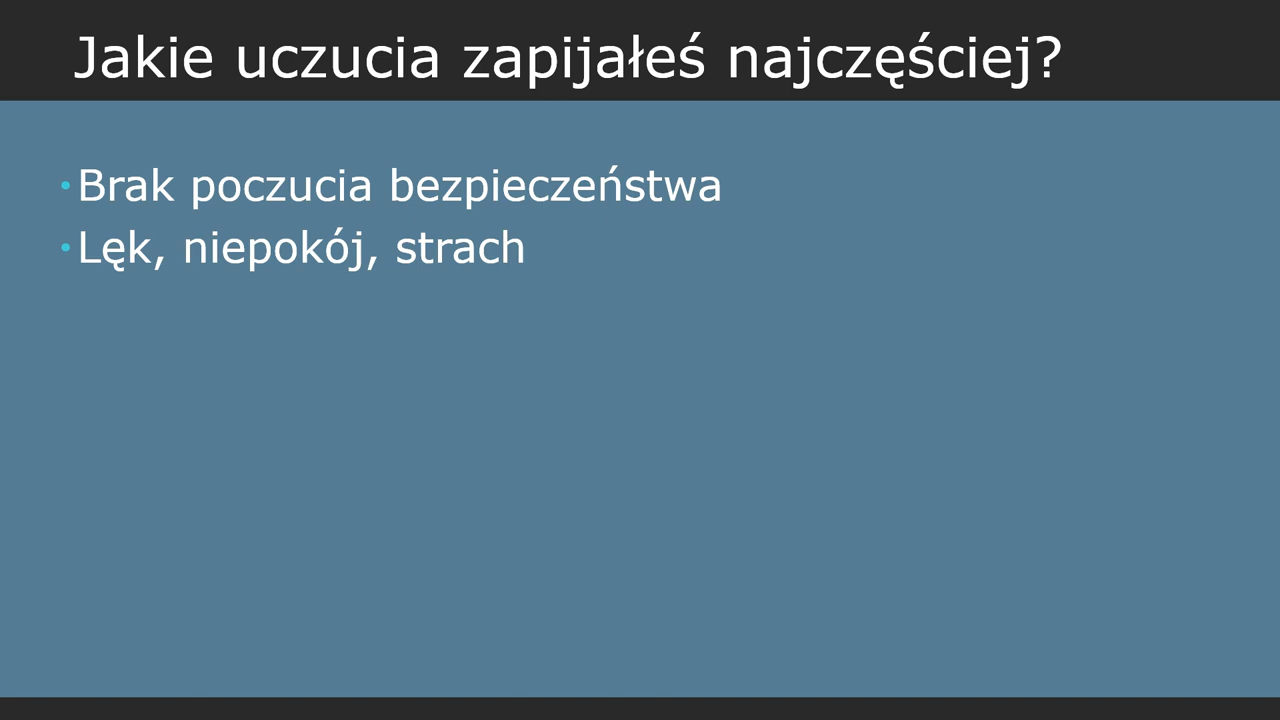 Jakie uczucia zapijałeś najczęściej?
Brak poczucia bezpieczeństwa
Lęk, niepokój, strach